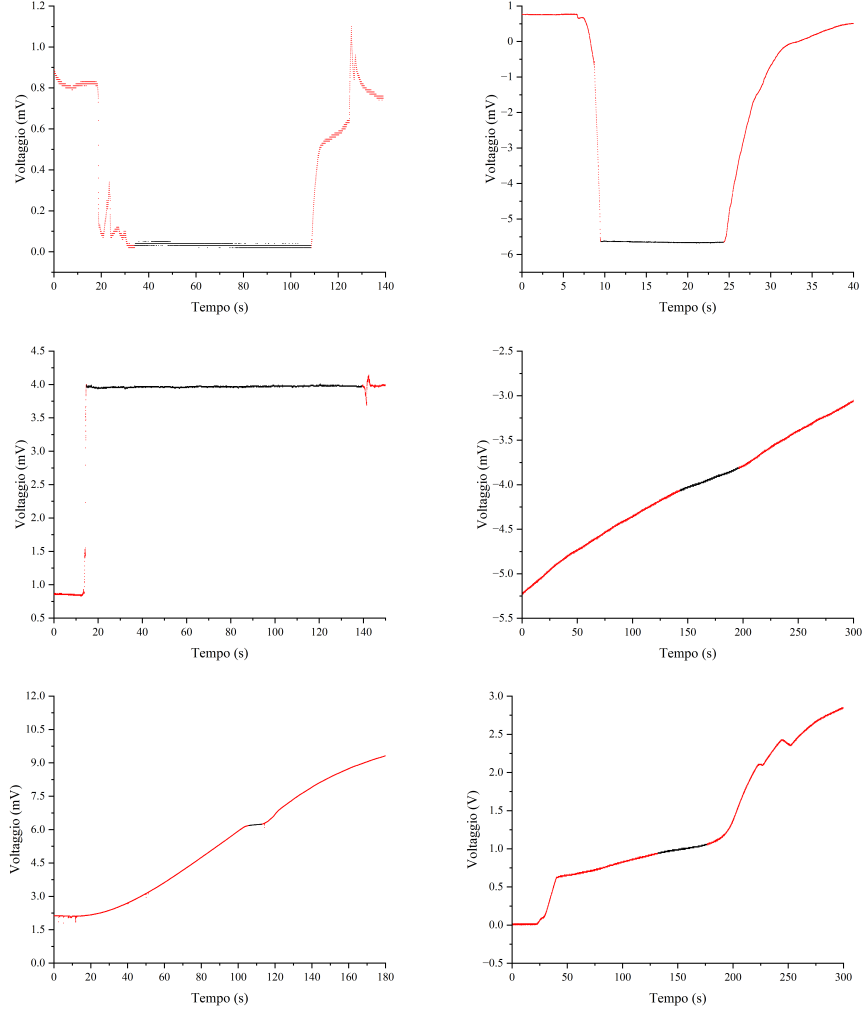 1.2
1.0
0.8
0.6
0.4
0.2
0.0
Voltaggio (mV)
0 20 40 60 80 100 120 140
Tempo (s)
1
0
−1
−2
−3
−4
−5
−6
Voltaggio (mV)
0 5 10 15 20 25 30 35 40
Tempo (s)
4.5
4.0
3.5
3.0
2.5
2.0
1.5
1.0
0.5
Voltaggio (mV)
0 20 40 60 80 100 120 140
Tempo (s)
−2.5
−3.0
−3.5
−4.0
−4.5
−5.0
−5.5
Voltaggio (mV)
0 50 100 150 200 250 300
Tempo (s)
12.0
10.5
9.0
7.5
6.0
4.5
3.0
1.5
0.0
Voltaggio (mV)
0 20 40 60 80 100 120 140 160 180
Tempo (s)
3.0
2.5
2.0
1.5
1.0
0.5
0.0
−0.5
Voltaggio (V)
0 50 100 150 200 250 300
Tempo (s)